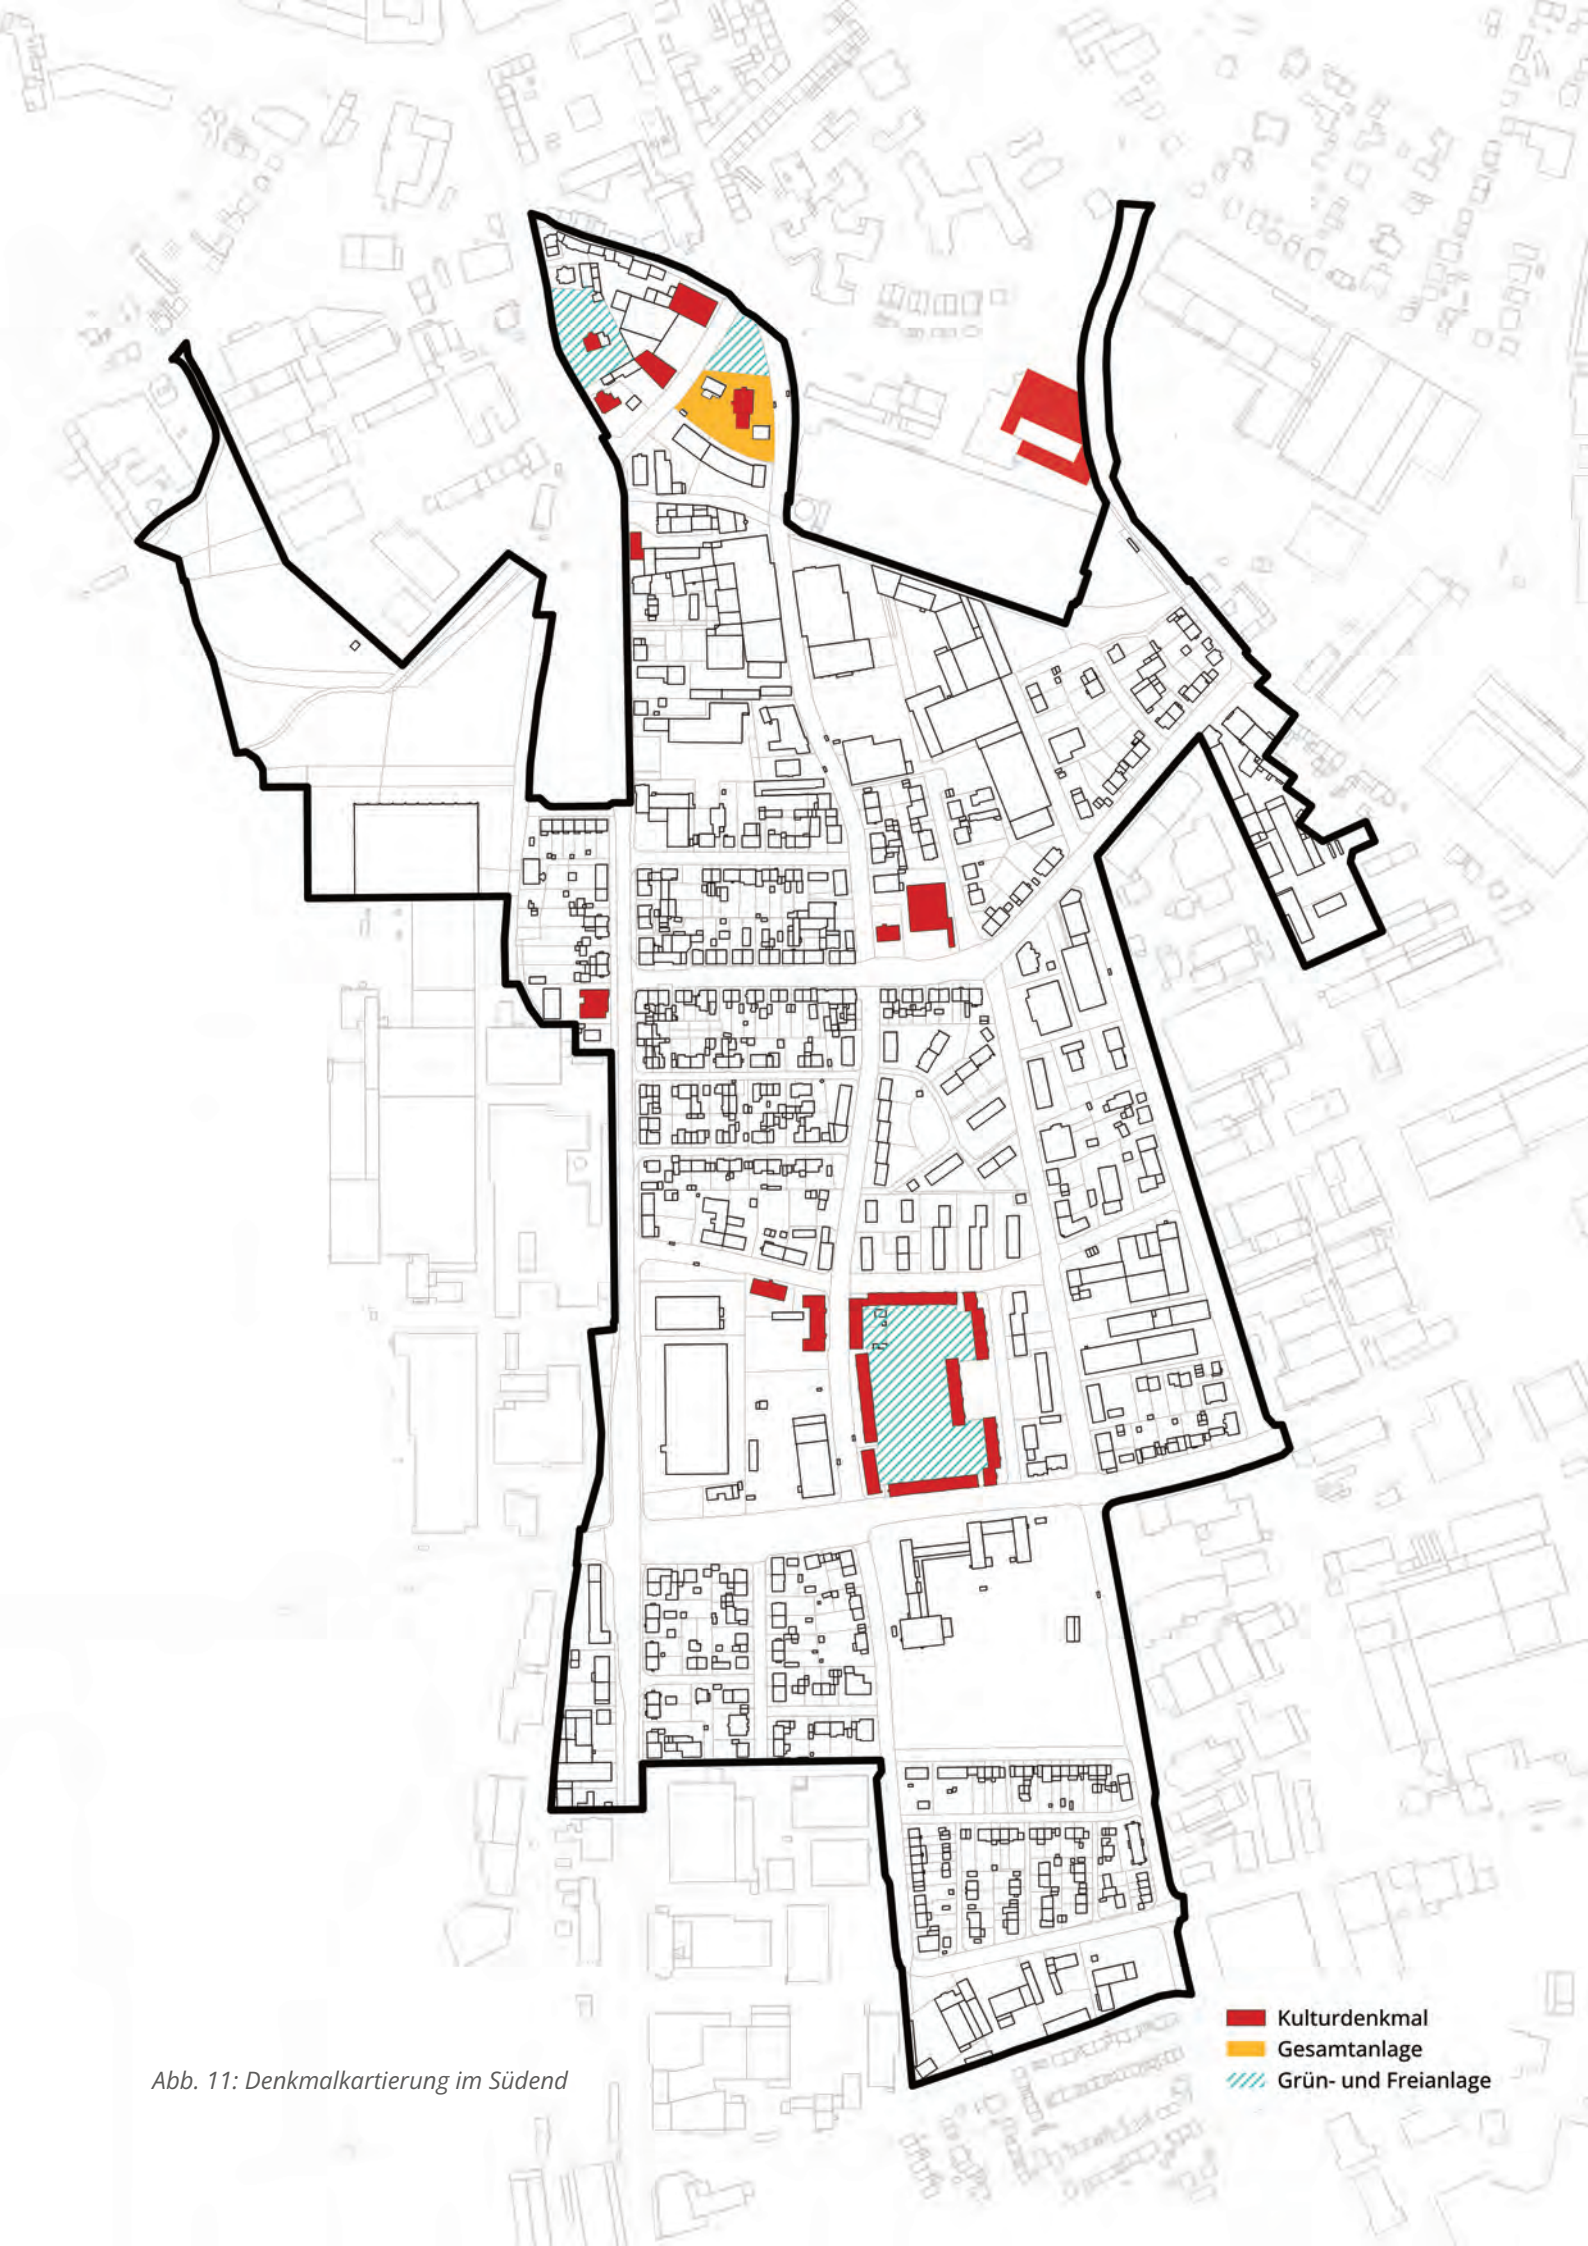 Kulturdenkmal
Gesamtanlage
Grün- und Freianlage
Abb. 11: Denkmalkartierung im Südend